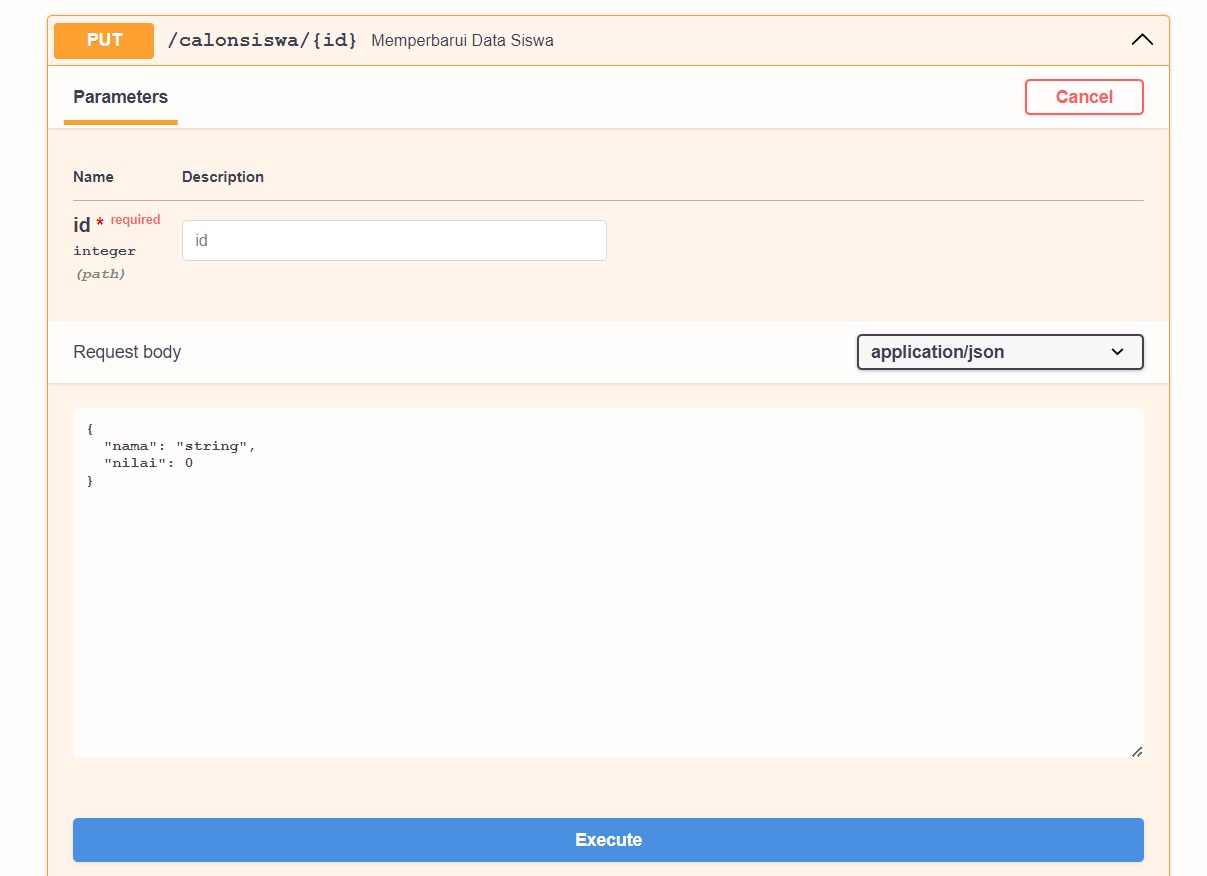 PUT /calonsiswa/{id} Memperbarui Data Siswa
Parameters Cancel
Name Description
id * required
id
integer
(path)
Request body application/json
{
  "nama": "string",
  "nilai": 0
}
Execute